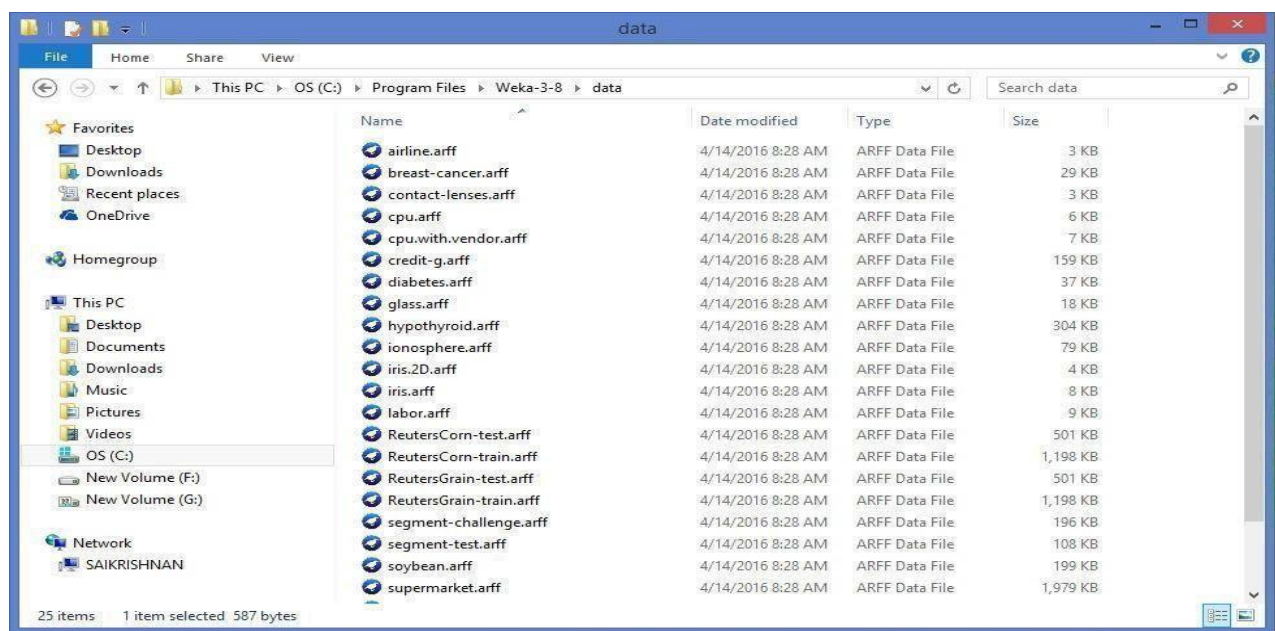 data
File Home Share View
This PC OS (C:) Program Files Weka-3-8 data
Search data
Favorites
Desktop
Downloads
Recent places
OneDrive
Homegroup
This PC
Desktop
Documents
Downloads
Music
Pictures
Videos
OS (C:)
New Volume (F:)
New Volume (G:)
Network
SAIKRISHNAN
Name Date modified Type Size
airline.arff 4/14/2016 8:28 AM ARFF Data File 3 KB
breast-cancer.arff 4/14/2016 8:28 AM ARFF Data File 29 KB
contact-lenses.arff 4/14/2016 8:28 AM ARFF Data File 3 KB
cpu.arff 4/14/2016 8:28 AM ARFF Data File 6 KB
cpu.with.vendor.arff 4/14/2016 8:28 AM ARFF Data File 7 KB
credit-g.arff 4/14/2016 8:28 AM ARFF Data File 159 KB
diabetes.arff 4/14/2016 8:28 AM ARFF Data File 37 KB
glass.arff 4/14/2016 8:28 AM ARFF Data File 18 KB
hypothyroid.arff 4/14/2016 8:28 AM ARFF Data File 304 KB
ionosphere.arff 4/14/2016 8:28 AM ARFF Data File 79 KB
iris.2D.arff 4/14/2016 8:28 AM ARFF Data File 4 KB
iris.arff 4/14/2016 8:28 AM ARFF Data File 8 KB
labor.arff 4/14/2016 8:28 AM ARFF Data File 9 KB
ReutersCorn-test.arff 4/14/2016 8:28 AM ARFF Data File 501 KB
ReutersCorn-train.arff 4/14/2016 8:28 AM ARFF Data File 1,198 KB
ReutersGrain-test.arff 4/14/2016 8:28 AM ARFF Data File 501 KB
ReutersGrain-train.arff 4/14/2016 8:28 AM ARFF Data File 1,198 KB
segment-challenge.arff 4/14/2016 8:28 AM ARFF Data File 196 KB
segment-test.arff 4/14/2016 8:28 AM ARFF Data File 108 KB
soybean.arff 4/14/2016 8:28 AM ARFF Data File 199 KB
supermarket.arff 4/14/2016 8:28 AM ARFF Data File 1,979 KB
25 items 1 item selected 587 bytes